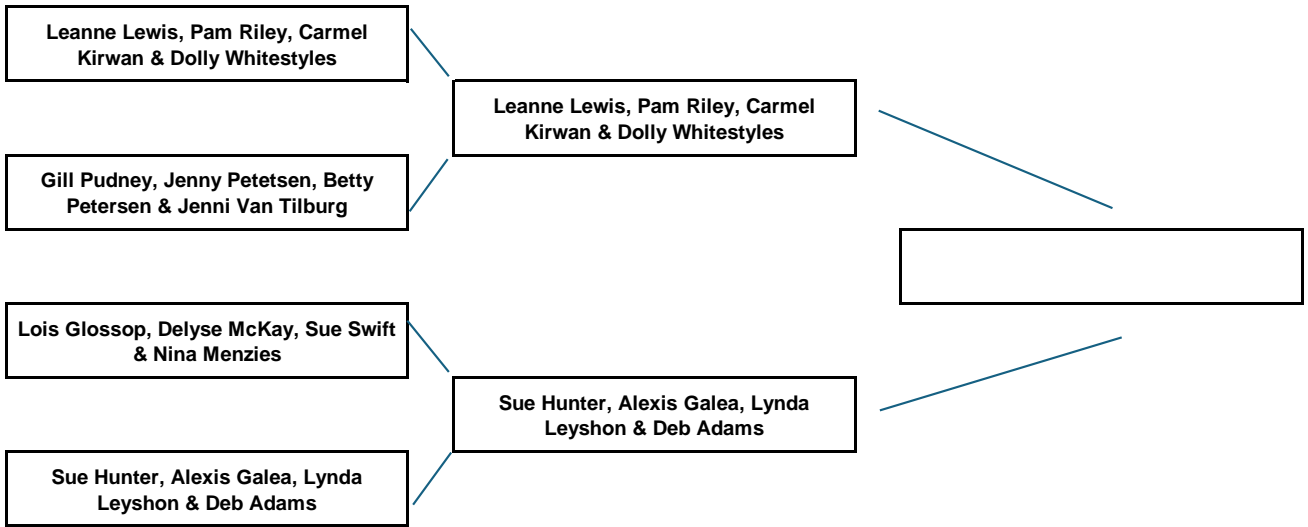 Leanne Lewis, Pam Riley, Carmel
Kirwan & Dolly Whitestyles
Leanne Lewis, Pam Riley, Carmel
Kirwan & Dolly Whitestyles
Gill Pudney, Jenny Petetsen, Betty
Petersen & Jenni Van Tilburg
Lois Glossop, Delyse McKay, Sue Swift
& Nina Menzies
Sue Hunter, Alexis Galea, Lynda
Leyshon & Deb Adams
Sue Hunter, Alexis Galea, Lynda
Leyshon & Deb Adams